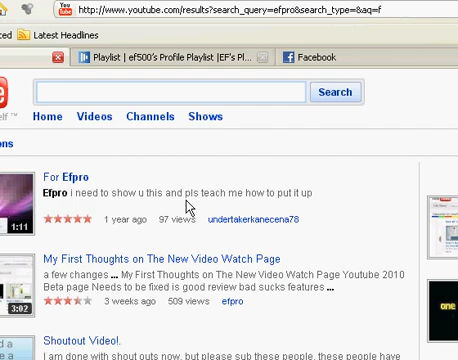 http://www.youtube.com/results?search_query=efpro&search_type=&aq=f
Latest Headlines
Playlist | ef500's Profile Playlist |EF's Pl...
Facebook
Search
Home Videos Channels Shows
For Efpro
Efpro i need to show u this and pls teach me how to put it up
1:11
1 year ago 97 views undertakerkanecena78
My First Thoughts on The New Video Watch Page
a few changes ... My First Thoughts on The New Video Watch Page Youtube 2010
Beta page Needs to be fixed is good review bad sucks features ...
3:02
3 weeks ago 509 views efpro
Shoutout Video!.
I am done with shout outs now, but please sub these people, these people have